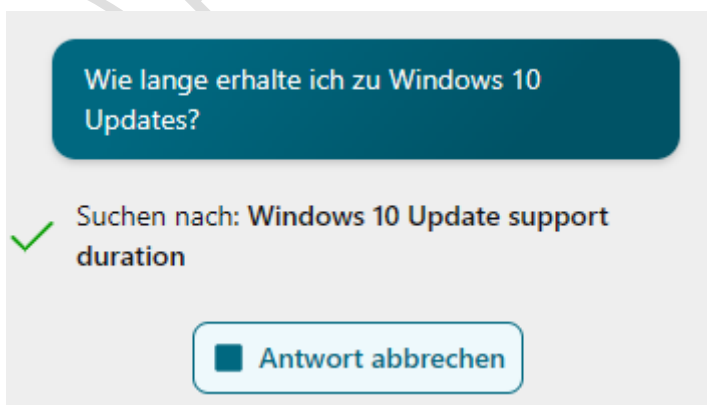 Wie lange erhalte ich zu Windows 10
Updates?
Suchen nach: Windows 10 Update support
duration
Antwort abbrechen